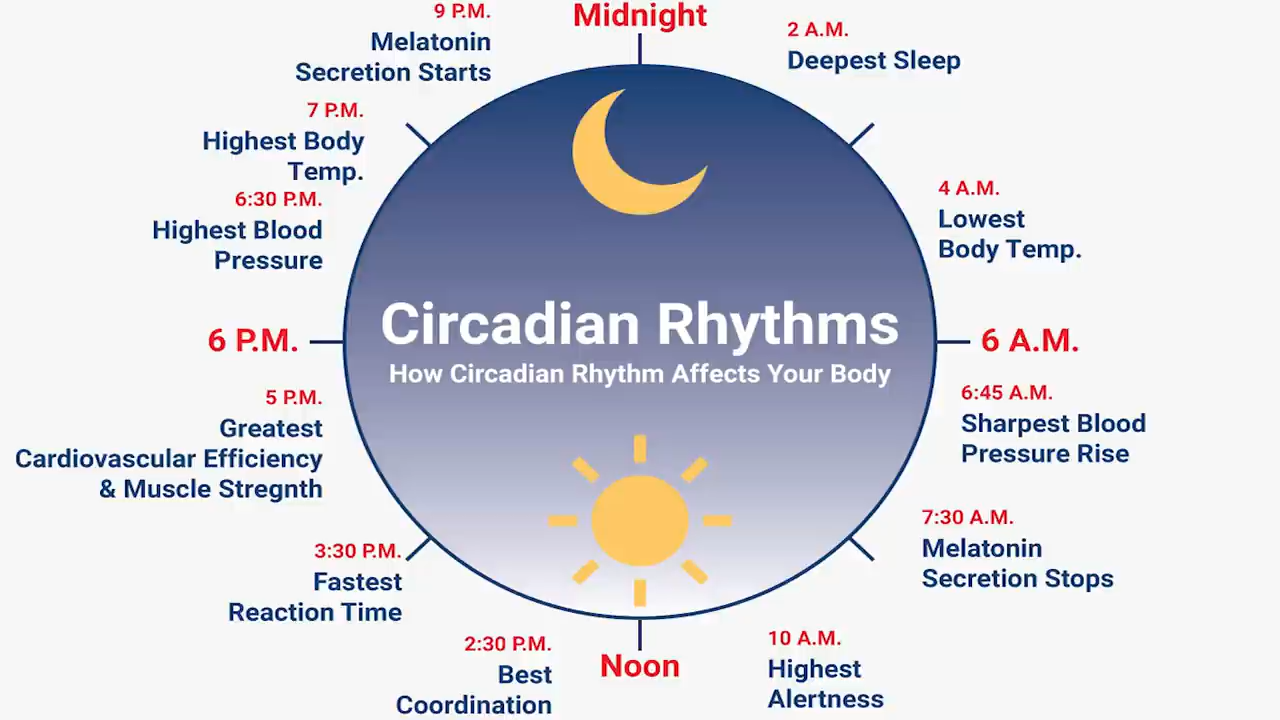 Midnight
2 A.M.
Deepest Sleep
4 A.M.
Lowest
Body Temp.
6 A.M.
6:45 A.M.
Sharpest Blood
Pressure Rise
7:30 A.M.
Melatonin
Secretion Stops
10 A.M.
Highest
Alertness
Noon
2:30 P.M.
Best
Coordination
3:30 P.M.
Fastest
Reaction Time
5 P.M.
Greatest
Cardiovascular Efficiency
& Muscle Stregnth
6 P.M.
6:30 P.M.
Highest Blood
Pressure
7 P.M.
Highest Body
Temp.
9 P.M.
Melatonin
Secretion Starts
Circadian Rhythms
How Circadian Rhythm Affects Your Body